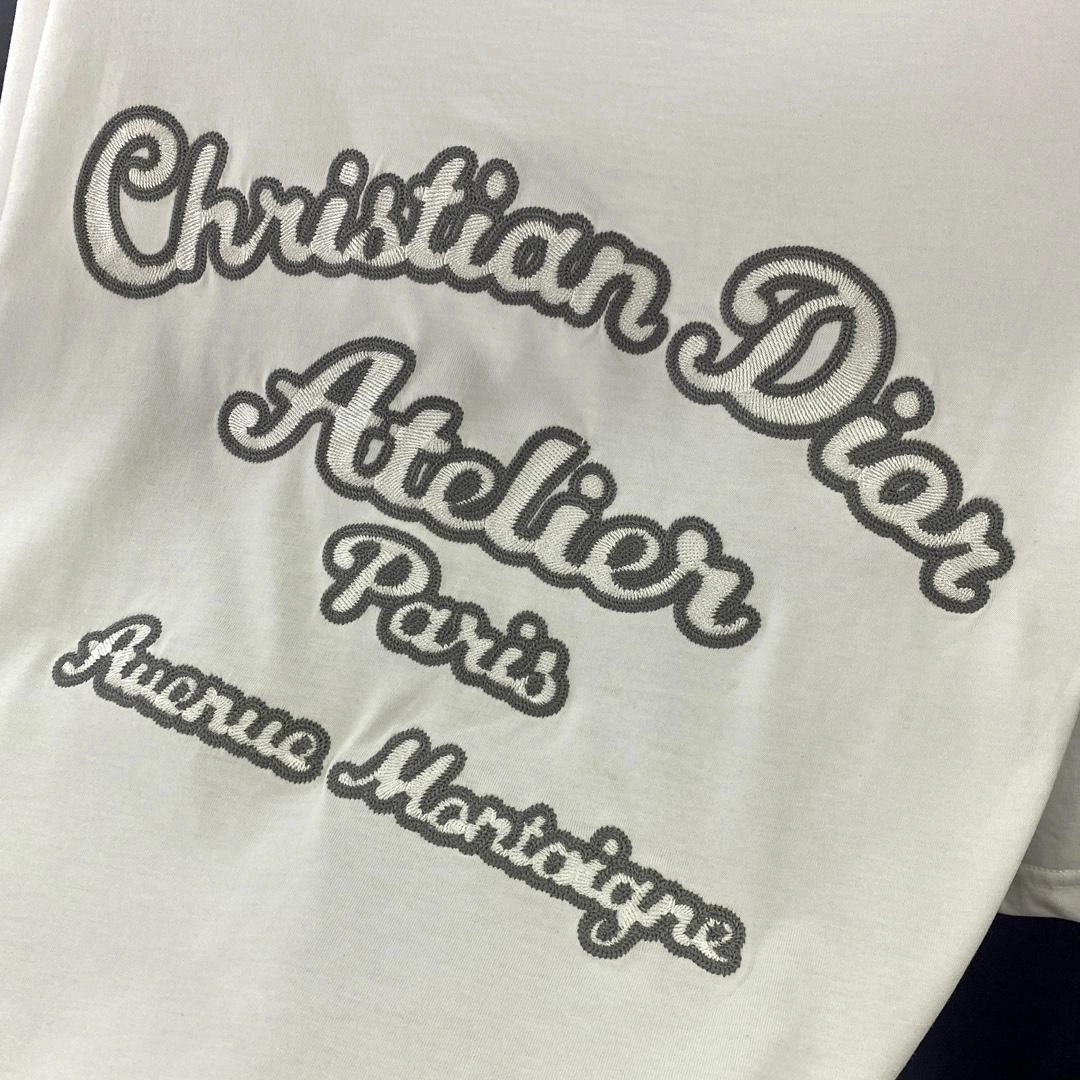 Christian Dior
Atelier
Paris
Avenue Montaigne